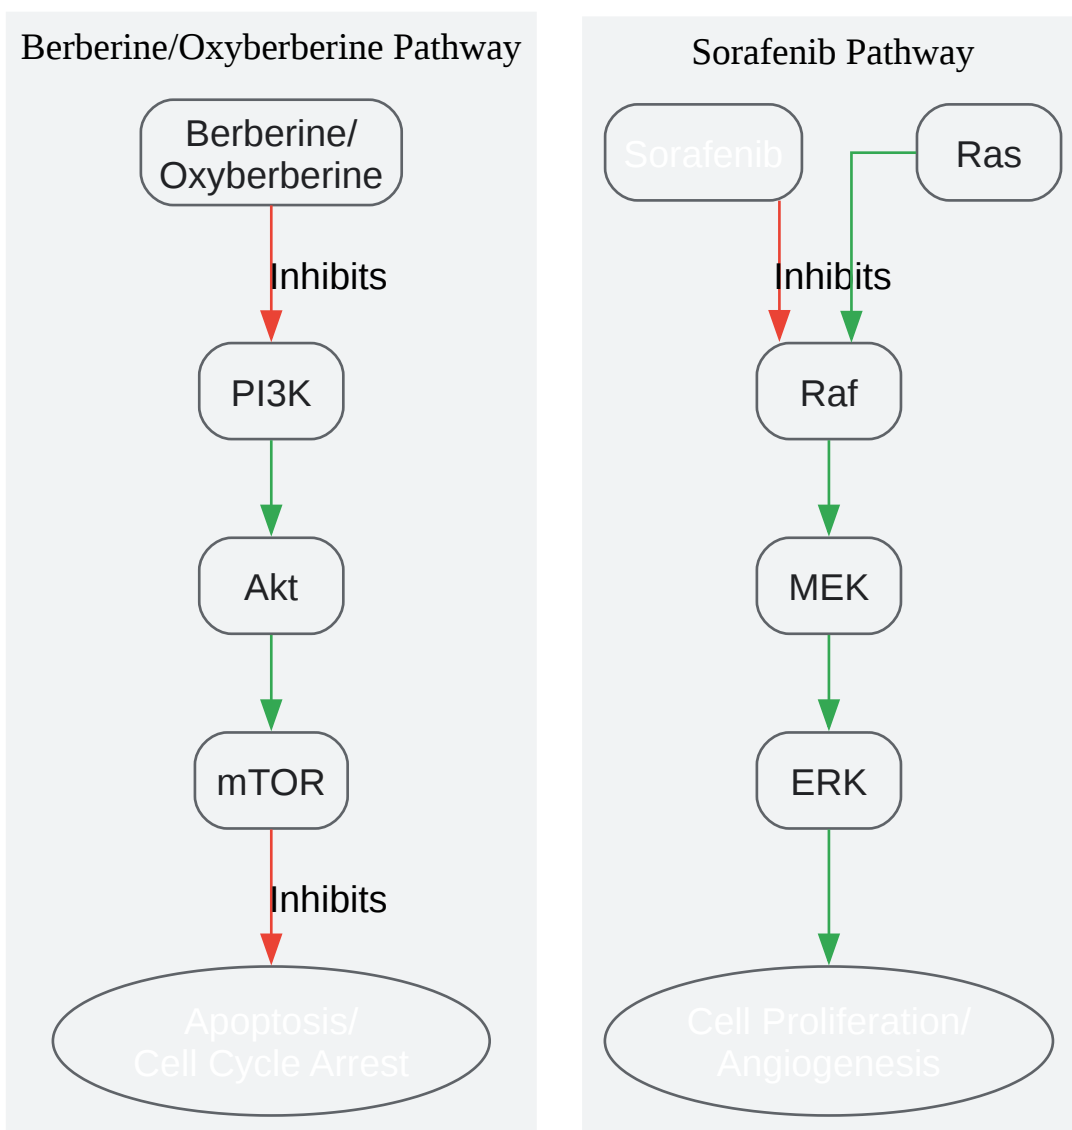 Berberine/Oxyberberine Pathway
Berberine/
Oxyberberine
Inhibits
PI3K
Akt
mTOR
Inhibits
Apoptosis/
Cell Cycle Arrest
Sorafenib Pathway
Sorafenib
Ras
Inhibits
Raf
MEK
ERK
Cell Proliferation/
Angiogenesis